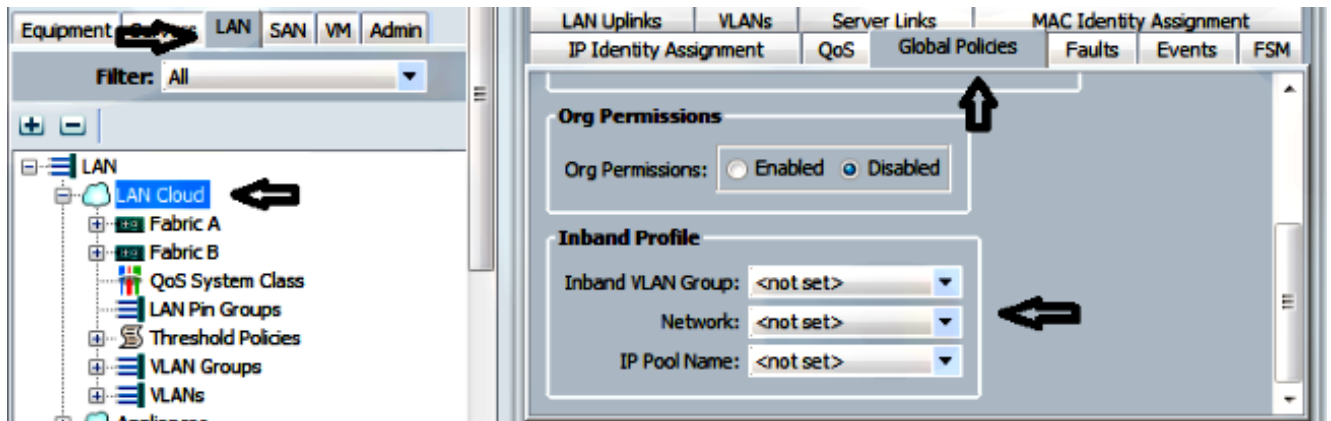 Equipment LAN SAN VM Admin
Filter: All
LAN
LAN Cloud
Fabric A
Fabric B
QoS System Class
LAN Pin Groups
Threshold Policies
VLAN Groups
VLANs
LAN Uplinks VLANs Server Links MAC Identity Assignment
IP Identity Assignment QoS Global Policies Faults Events FSM
Org Permissions
Org Permissions: Enabled Disabled
Inband Profile
Inband VLAN Group: <not set>
Network: <not set>
IP Pool Name: <not set>